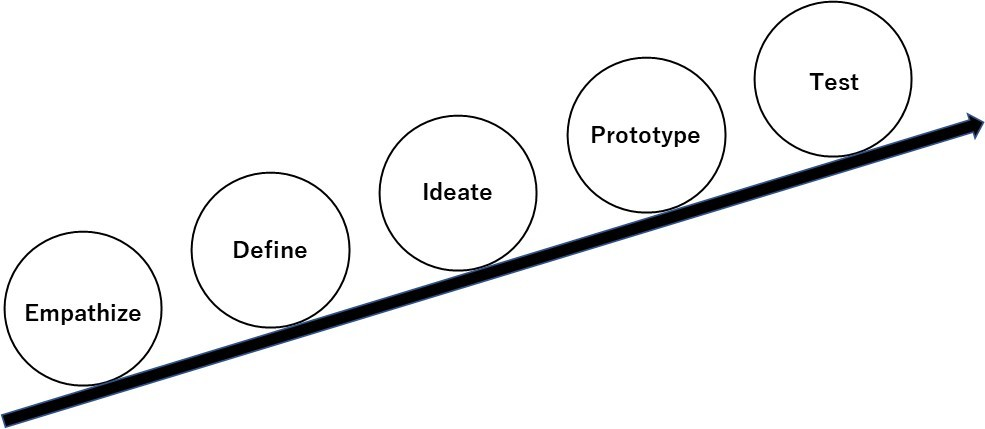 Empathize
Define
Ideate
Prototype
Test